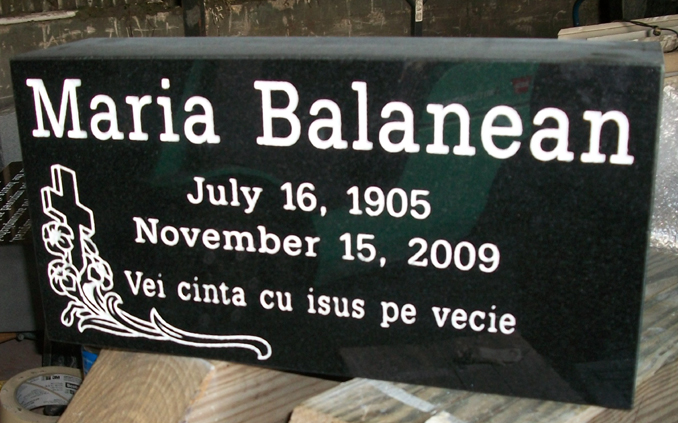 Maria Balanean
July 16, 1905
November 15, 2009
Vei cinta cu isus pe vecie